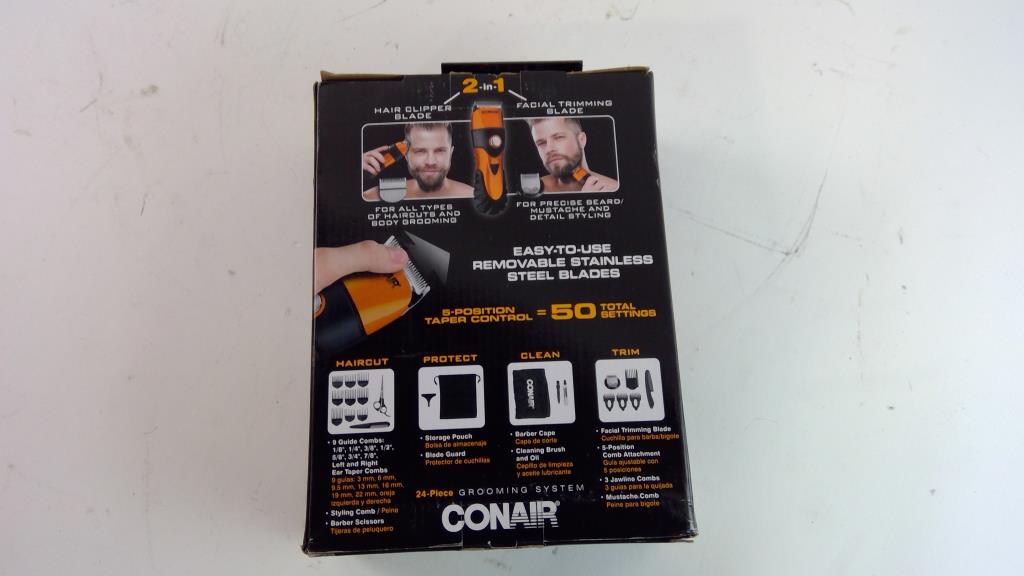 2-in-1
HAIR CLIPPER
BLADE
FACIAL TRIMMING
BLADE
FOR ALL TYPES
OF HAIRCUTS AND
BODY GROOMING
FOR PRECISE BEARD/
MUSTACHE AND
DETAIL STYLING
EASY-TO-USE
REMOVABLE STAINLESS
STEEL BLADES
5-POSITION
TAPER CONTROL
= 50 TOTAL
SETTINGS
HAIRCUT
• 9 Guide Combs:
1/8", 1/4", 3/8", 1/2",
5/8", 3/4", 7/8",
Left and Right
Ear Taper Combs
9 guías: 3 mm, 6 mm,
9.5 mm, 13 mm, 16 mm,
19 mm, 22 mm, oreja
izquierda y derecha
• Styling Comb / Peine
• Barber Scissors
Tijeras de peluquero
PROTECT
• Storage Pouch
Bolsa de almacenaje
• Blade Guard
Protector de cuchillas
CLEAN
CONAIR
• Barber Cape
Capa de corte
• Cleaning Brush
and Oil
Cepillo de limpieza
y aceite lubricante
TRIM
• Facial Trimming Blade
Cuchilla para barba/bigote
• 5-Position
Comb Attachment
Guía ajustable con
5 posiciones
• 3 Jawline Combs
3 guías para la quijada
• Mustache Comb
Peine para bigote
24-Piece GROOMING SYSTEM
CONAIR®